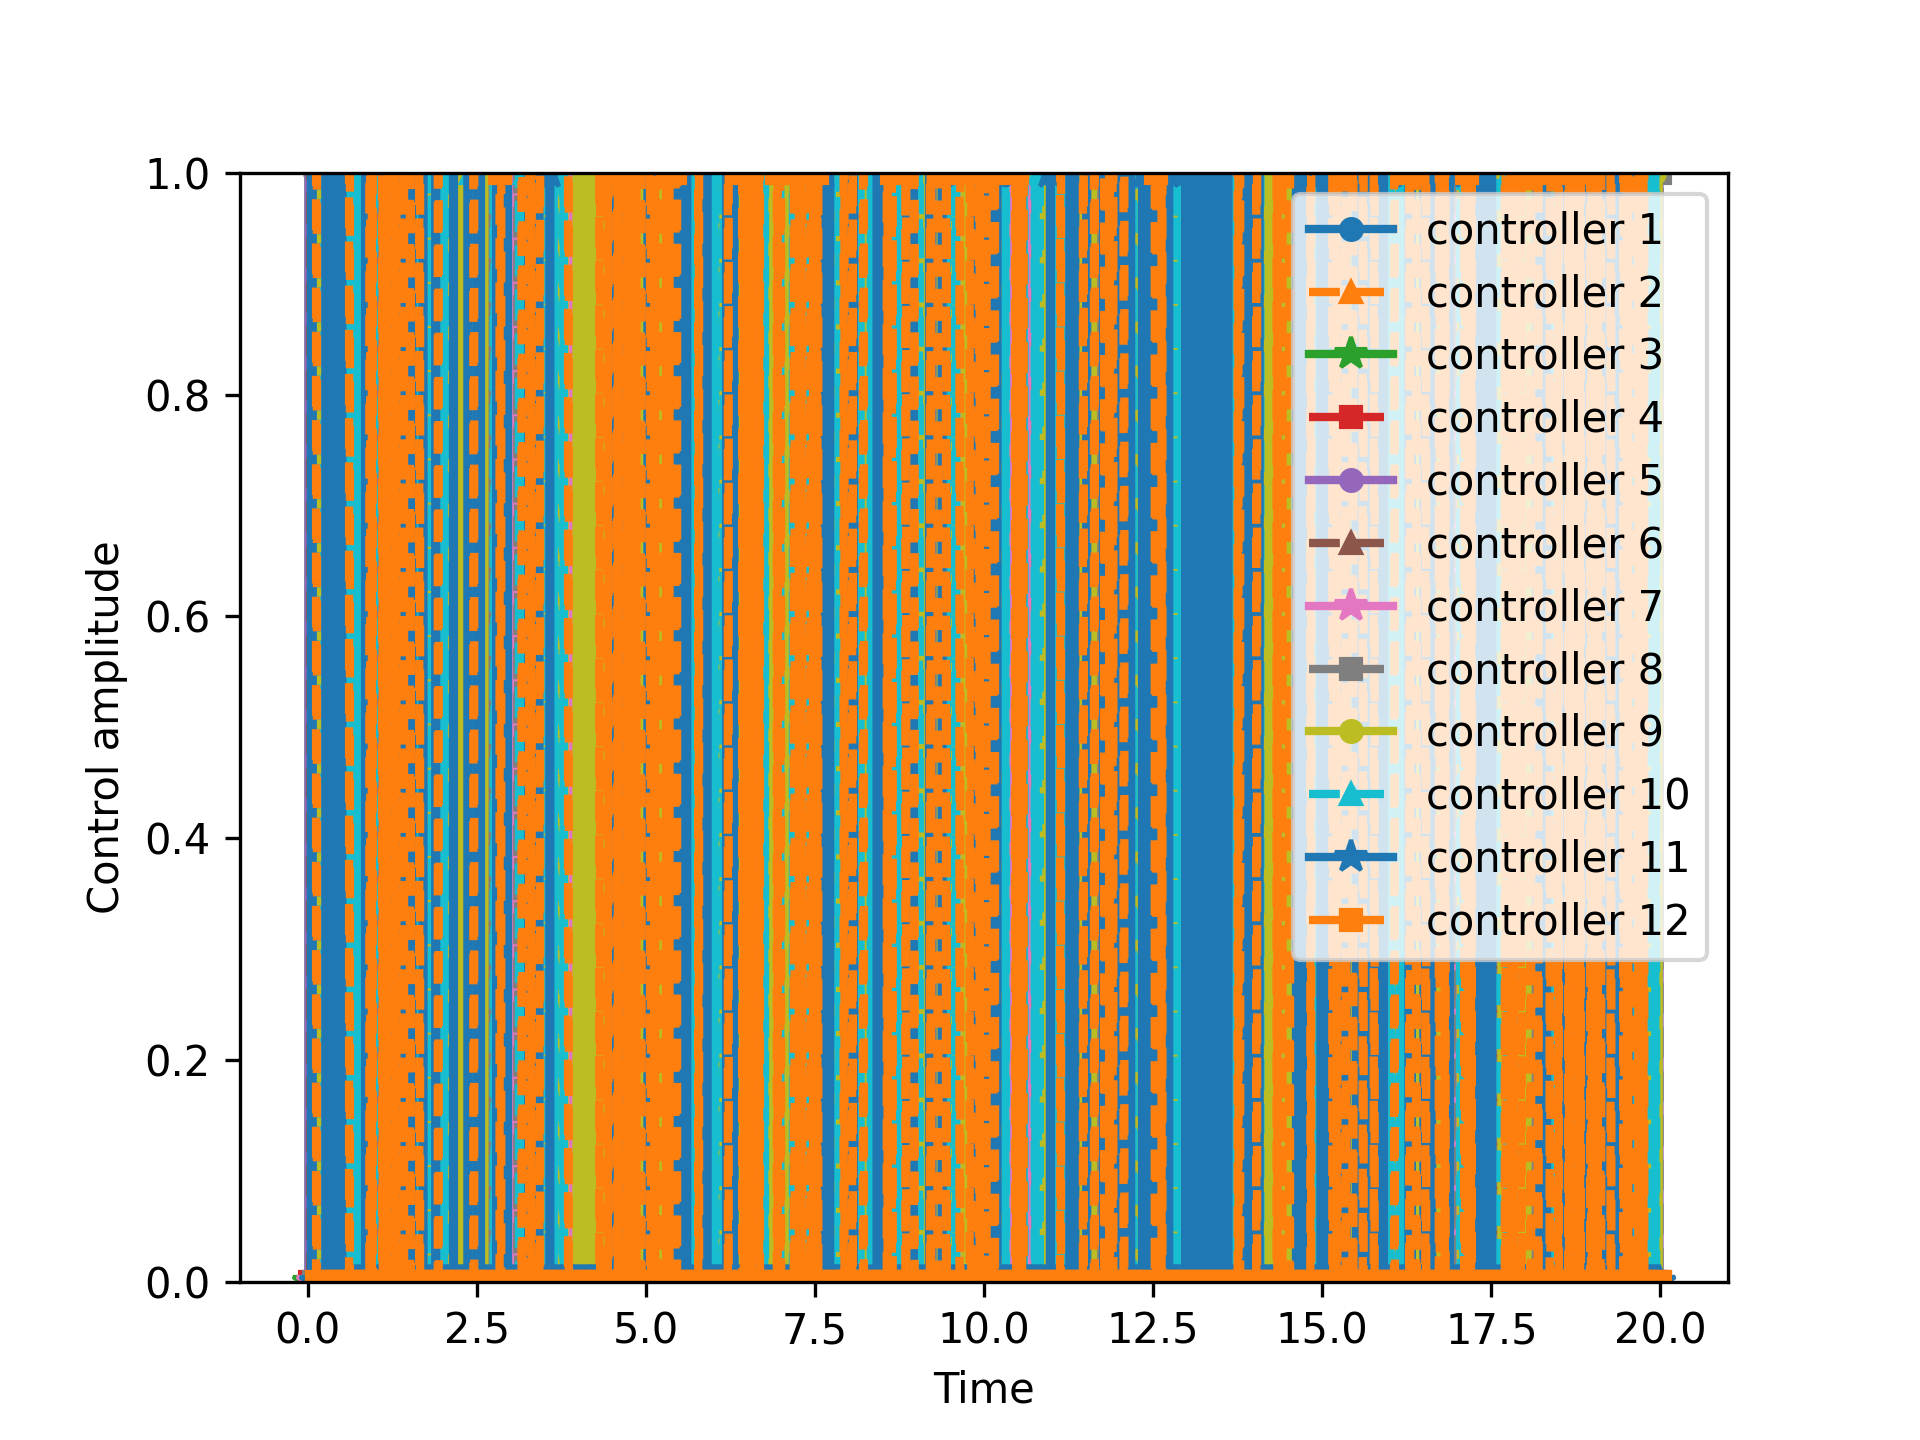 1.0
0.8
0.6
0.4
0.2
0.0
Control amplitude
controller 1
controller 2
controller 3
controller 4
controller 5
controller 6
controller 7
controller 8
controller 9
controller 10
controller 11
controller 12
0.0 2.5 5.0 7.5 10.0 12.5 15.0 17.5 20.0
Time